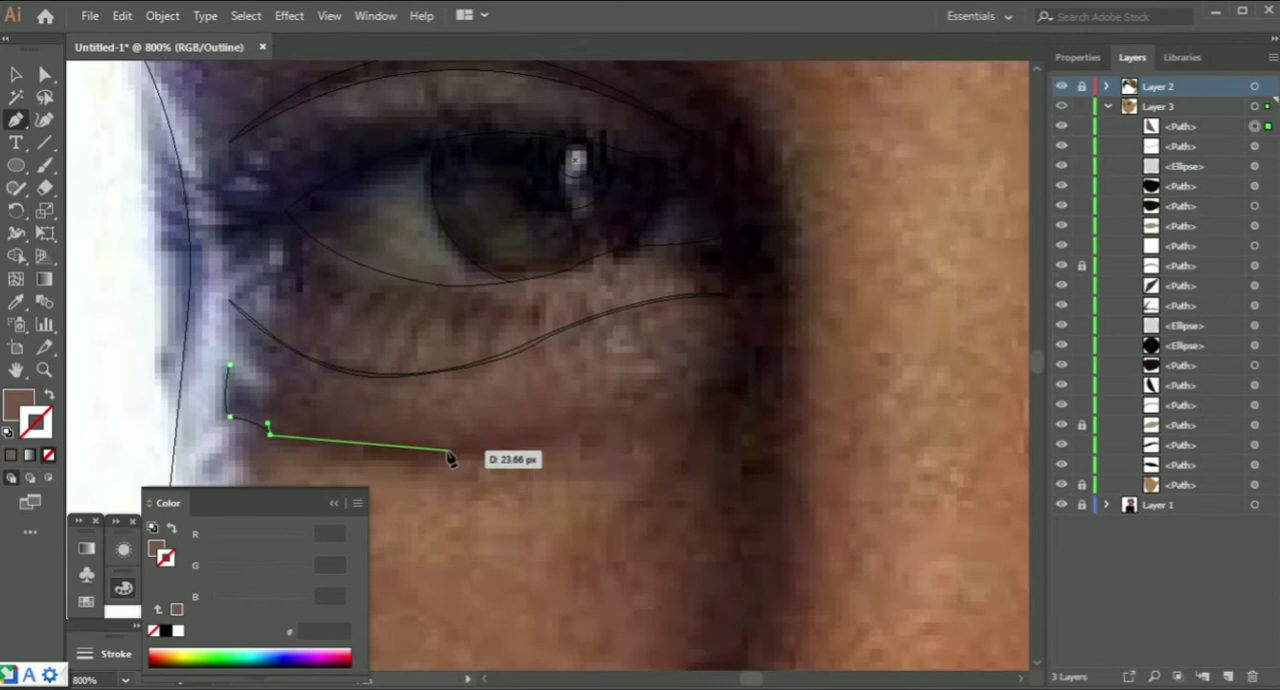 Ai File Edit Object Type Select Effect View Window Help Essentials Search Adobe Stock
Untitled-1* @ 800% (RGB/Outline) ×
Properties Layers Libraries
Layer 2
Layer 3
<Path>
<Path>
<Ellipse>
<Path>
<Path>
<Path>
<Path>
<Path>
<Path>
<Path>
<Ellipse>
<Ellipse>
<Path>
<Path>
<Path>
<Path>
<Path>
<Path>
<Path>
Layer 1
D: 23.66 px
Color
R
G
B
#
Stroke
A
800%
3 Layers